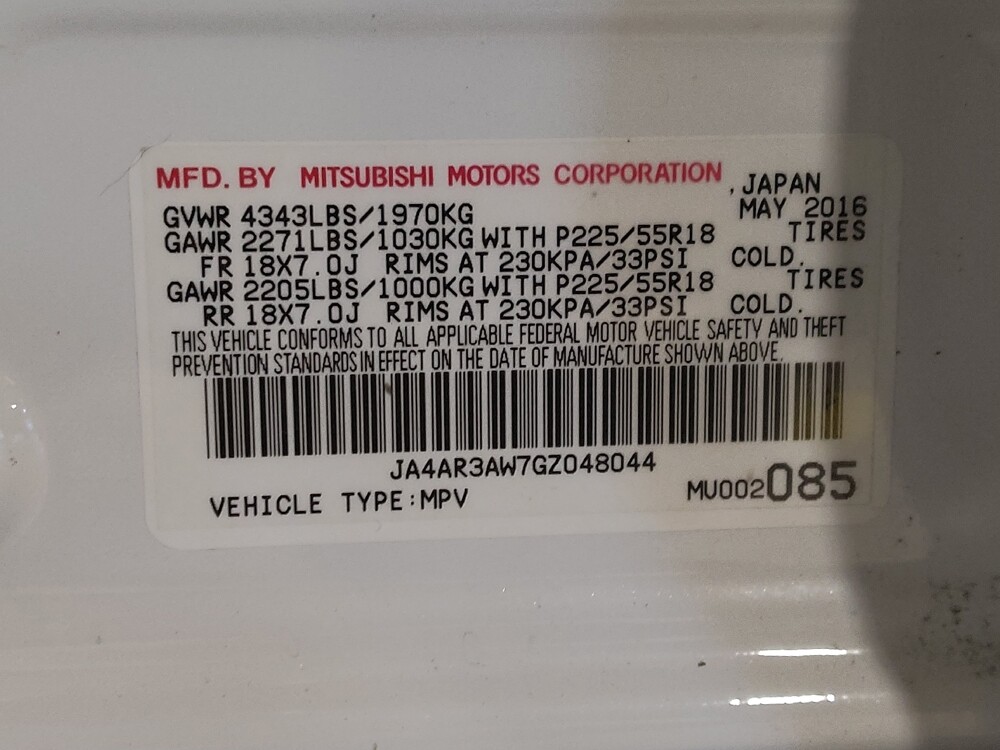 MFD. BY MITSUBISHI MOTORS CORPORATION, JAPAN
GVWR 4343LBS/1970KG MAY 2016
GAWR 2271LBS/1030KG WITH P225/55R18 TIRES
FR 18X7.0J RIMS AT 230KPA/33PSI COLD.
GAWR 2205LBS/1000KG WITH P225/55R18 TIRES
RR 18X7.0J RIMS AT 230KPA/33PSI COLD.
THIS VEHICLE CONFORMS TO ALL APPLICABLE FEDERAL MOTOR VEHICLE SAFETY AND THEFT
PREVENTION STANDARDS IN EFFECT ON THE DATE OF MANUFACTURE SHOWN ABOVE.
JA4AR3AW7GZ048044
VEHICLE TYPE:MPV MU002085